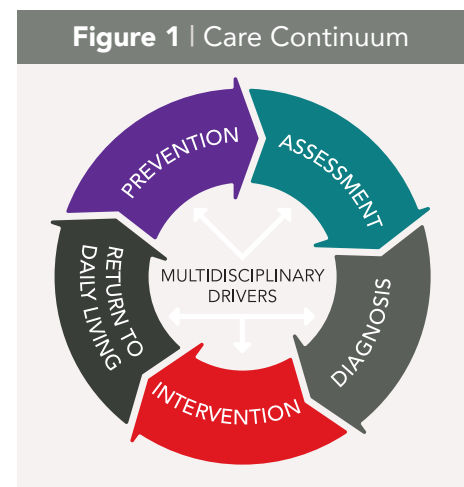 Figure 1 | Care Continuum
PREVENTION
ASSESSMENT
DIAGNOSIS
INTERVENTION
RETURN TO
DAILY LIVING
MULTIDISCIPLINARY
DRIVERS